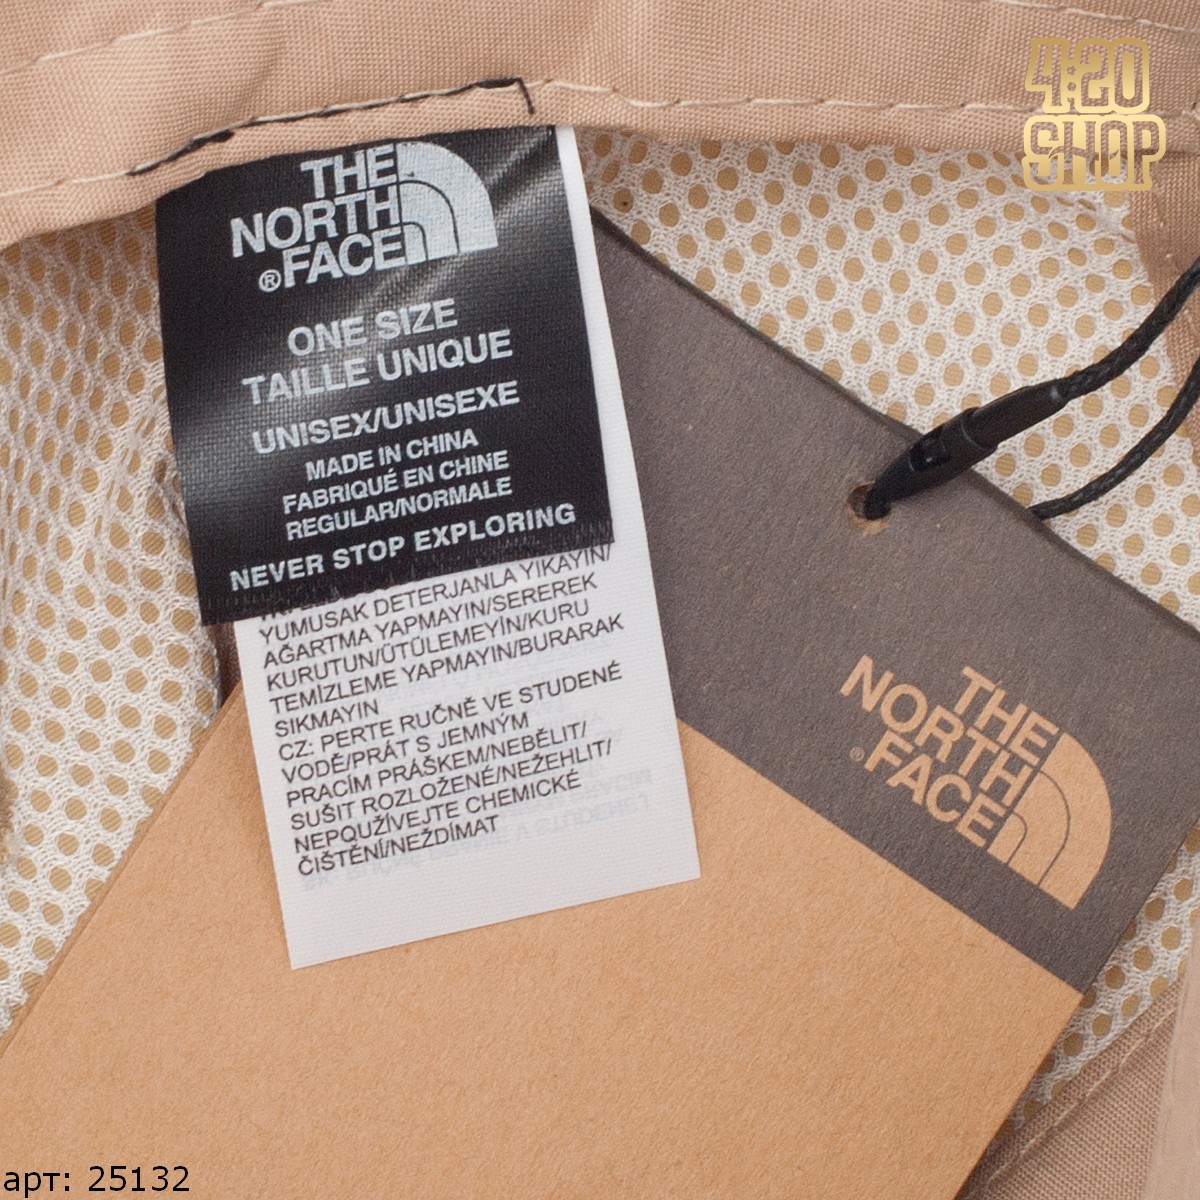 4:20
SHOP
THE
NORTH
® FACE
ONE SIZE
TAILLE UNIQUE
UNISEX/UNISEXE
MADE IN CHINA
FABRIQUÉ EN CHINE
REGULAR/NORMALE
NEVER STOP EXPLORING
YUMUSAK DETERJANLA YIKAYIN/
AĞARTMA YAPMAYIN/SEREREK
KURUTUN/ÜTÜLEMEYİN/KURU
TEMİZLEME YAPMAYIN/BURARAK
SIKMAYIN
CZ: PERTE RUČNĚ VE STUDENÉ
VODĚ/PRÁT S JEMNÝM
PRACÍM PRÁŠKEM/NEBĚLIT/
SUŠIT ROZLOŽENÉ/NEŽEHLIT/
NEPQUŽÍVEJTE CHEMICKÉ
ČIŠTĚNÍ/NEŽDÍMAT
THE
NORTH
® FACE
арт: 25132